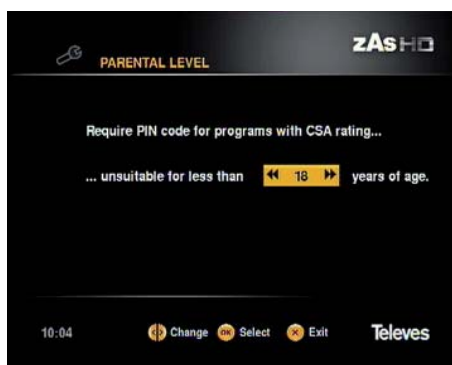 zAs HD
PARENTAL LEVEL
Require PIN code for programs with CSA rating...
... unsuitable for less than 18 years of age.
10:04 Change OK Select Exit Televes